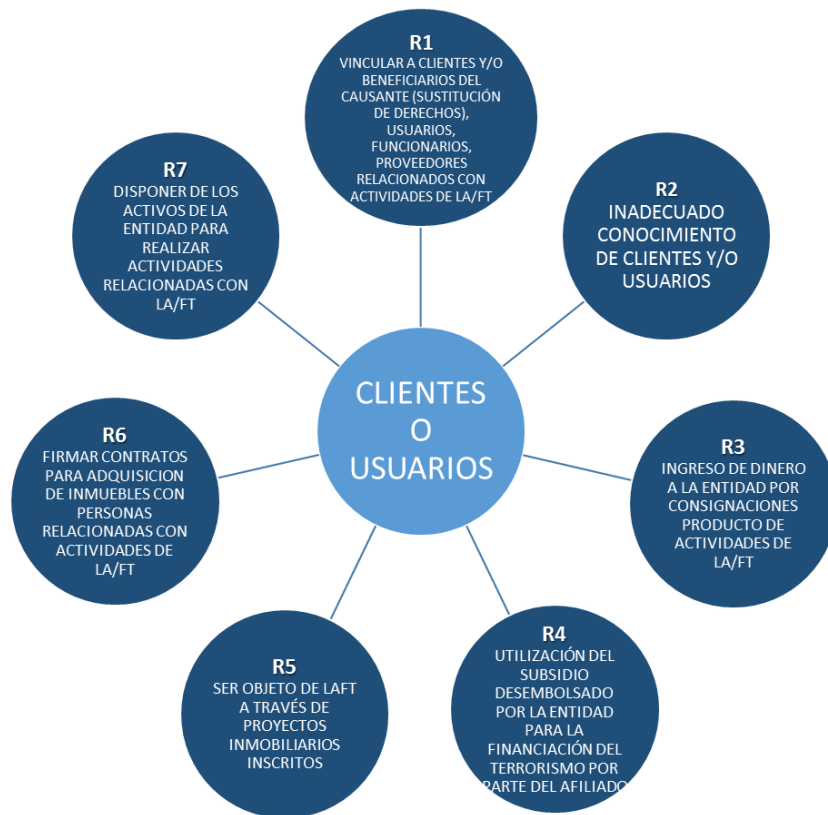 R1
VINCULAR A CLIENTES Y/O
BENEFICIARIOS DEL
CAUSANTE (SUSTITUCIÓN
DE DERECHOS),
USUARIOS,
FUNCIONARIOS,
PROVEEDORES
RELACIONADOS CON
ACTIVIDADES DE LA/FT
R2
INADECUADO
CONOCIMIENTO
DE CLIENTES Y/O
USUARIOS
R3
INGRESO DE DINERO
A LA ENTIDAD POR
CONSIGNACIONES
PRODUCTO DE
ACTIVIDADES DE
LA/FT
R4
UTILIZACIÓN DEL
SUBSIDIO
DESEMBOLSADO
POR LA ENTIDAD
PARA LA
FINANCIACIÓN DEL
TERRORISMO POR
PARTE DEL AFILIADO
R5
SER OBJETO DE LAFT
A TRAVÉS DE
PROYECTOS
INMOBILIARIOS
INSCRITOS
R6
FIRMAR CONTRATOS
PARA ADQUISICION
DE INMUEBLES CON
PERSONAS
RELACIONADAS CON
ACTIVIDADES DE
LA/FT
R7
DISPONER DE LOS
ACTIVOS DE LA
ENTIDAD PARA
REALIZAR
ACTIVIDADES
RELACIONADAS CON
LA/FT
CLIENTES
O
USUARIOS